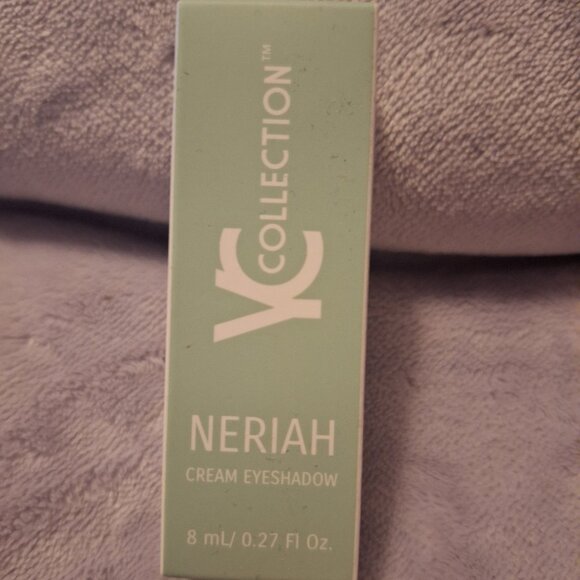 YC COLLECTION™
NERIAH
CREAM EYESHADOW
8 mL/ 0.27 Fl Oz.